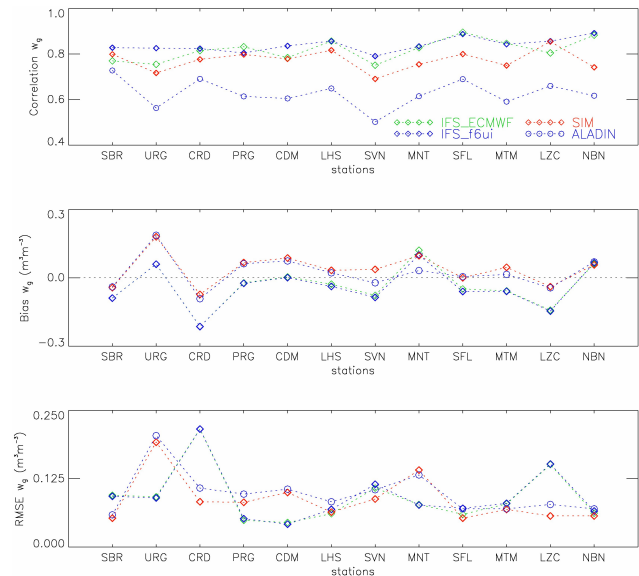 Correlation w_g
1.0
0.8
0.6
0.4
IFS_ECMWF
SIM
IFS_f6ui
ALADIN
SBR URG CRD PRG CDM LHS SVN MNT SFL MTM LZC NBN
stations
Bias w_g (m³m⁻³)
0.3
0.0
−0.3
SBR URG CRD PRG CDM LHS SVN MNT SFL MTM LZC NBN
stations
RMSE w_g (m³m⁻³)
0.250
0.125
0.000
SBR URG CRD PRG CDM LHS SVN MNT SFL MTM LZC NBN
stations